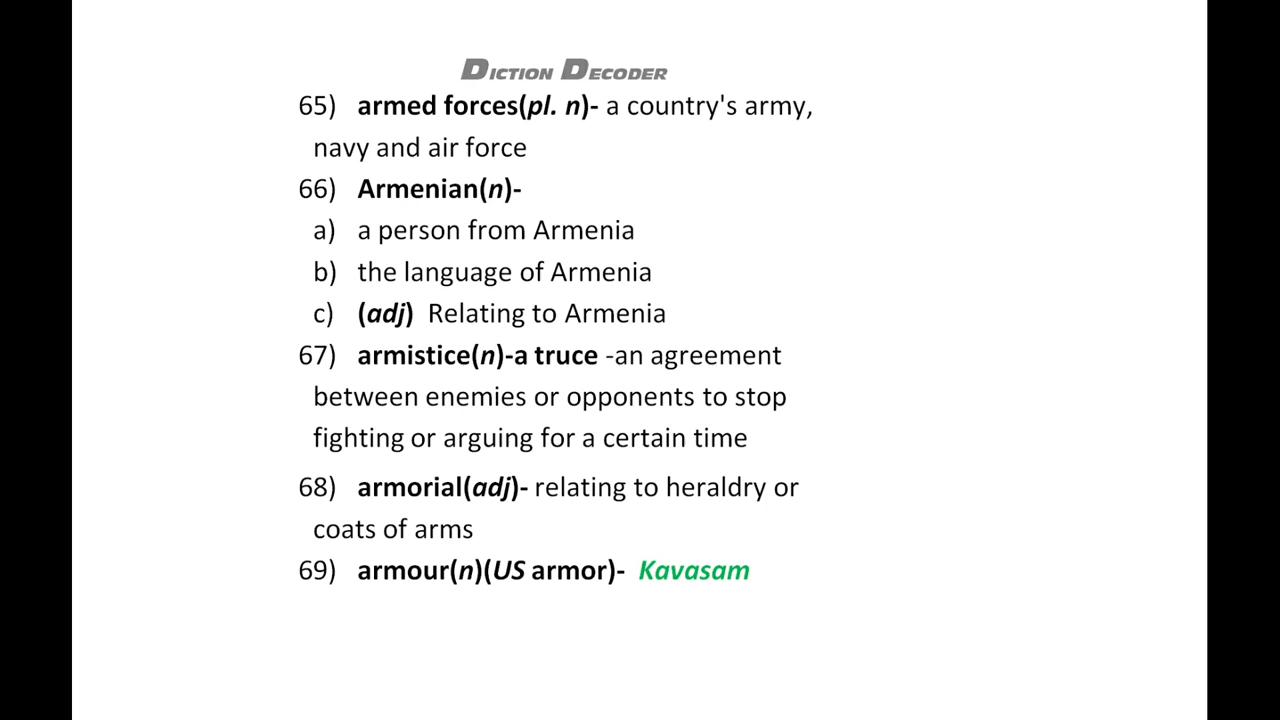 DICTION DECODER
65) armed forces(pl. n)- a country's army,
navy and air force
66) Armenian(n)-
a) a person from Armenia
b) the language of Armenia
c) (adj) Relating to Armenia
67) armistice(n)-a truce -an agreement
between enemies or opponents to stop
fighting or arguing for a certain time
68) armorial(adj)- relating to heraldry or
coats of arms
69) armour(n)(US armor)- Kavasam